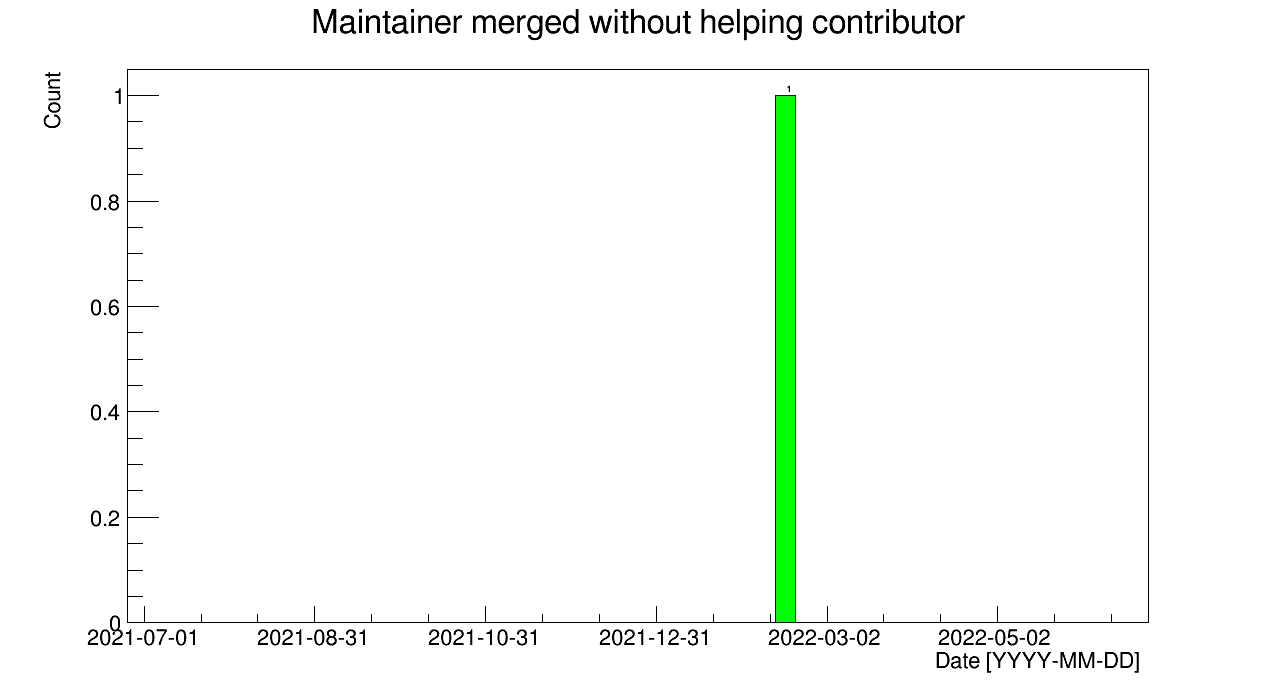 Maintainer merged without helping contributor
Count
1
1
0.8
0.6
0.4
0.2
0
2021-07-01 2021-08-31 2021-10-31 2021-12-31 2022-03-02 2022-05-02
Date [YYYY-MM-DD]